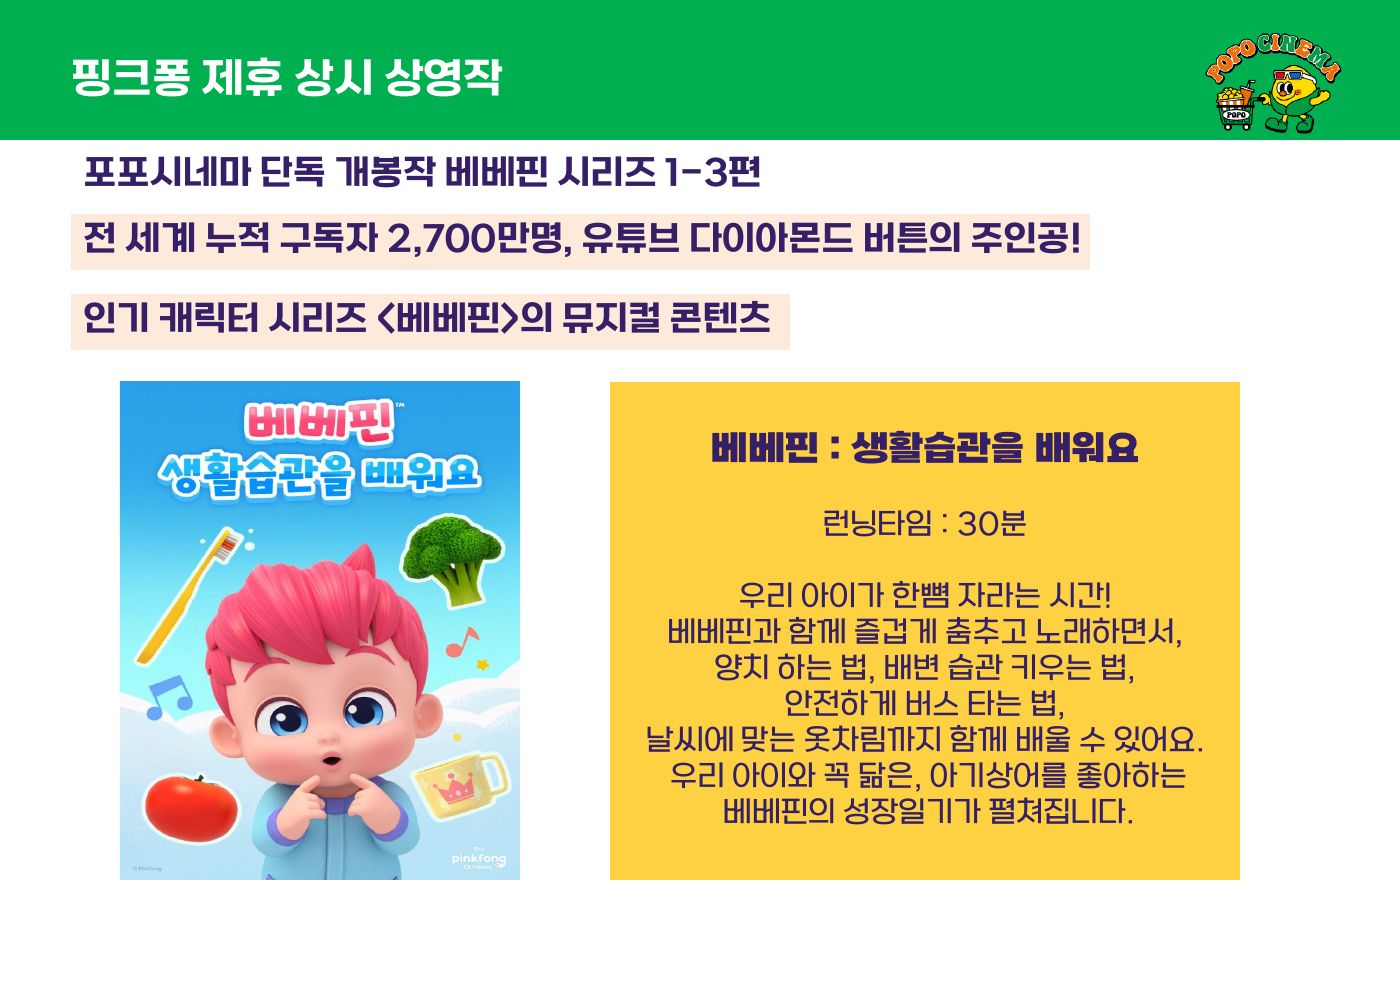 핑크퐁 제휴 상시 상영작
POPO CINEMA
POPO
포포시네마 단독 개봉작 베베핀 시리즈 1-3편
전 세계 누적 구독자 2,700만명, 유튜브 다이아몬드 버튼의 주인공!
인기 캐릭터 시리즈 <베베핀>의 뮤지컬 콘텐츠
베베핀™
생활습관을 배워요
The
pinkfong
Company
© Pinkfong
베베핀 : 생활습관을 배워요
런닝타임 : 30분
우리 아이가 한뼘 자라는 시간!
베베핀과 함께 즐겁게 춤추고 노래하면서,
양치 하는 법, 배변 습관 키우는 법,
안전하게 버스 타는 법,
날씨에 맞는 옷차림까지 함께 배울 수 있어요.
우리 아이와 꼭 닮은, 아기상어를 좋아하는
베베핀의 성장일기가 펼쳐집니다.